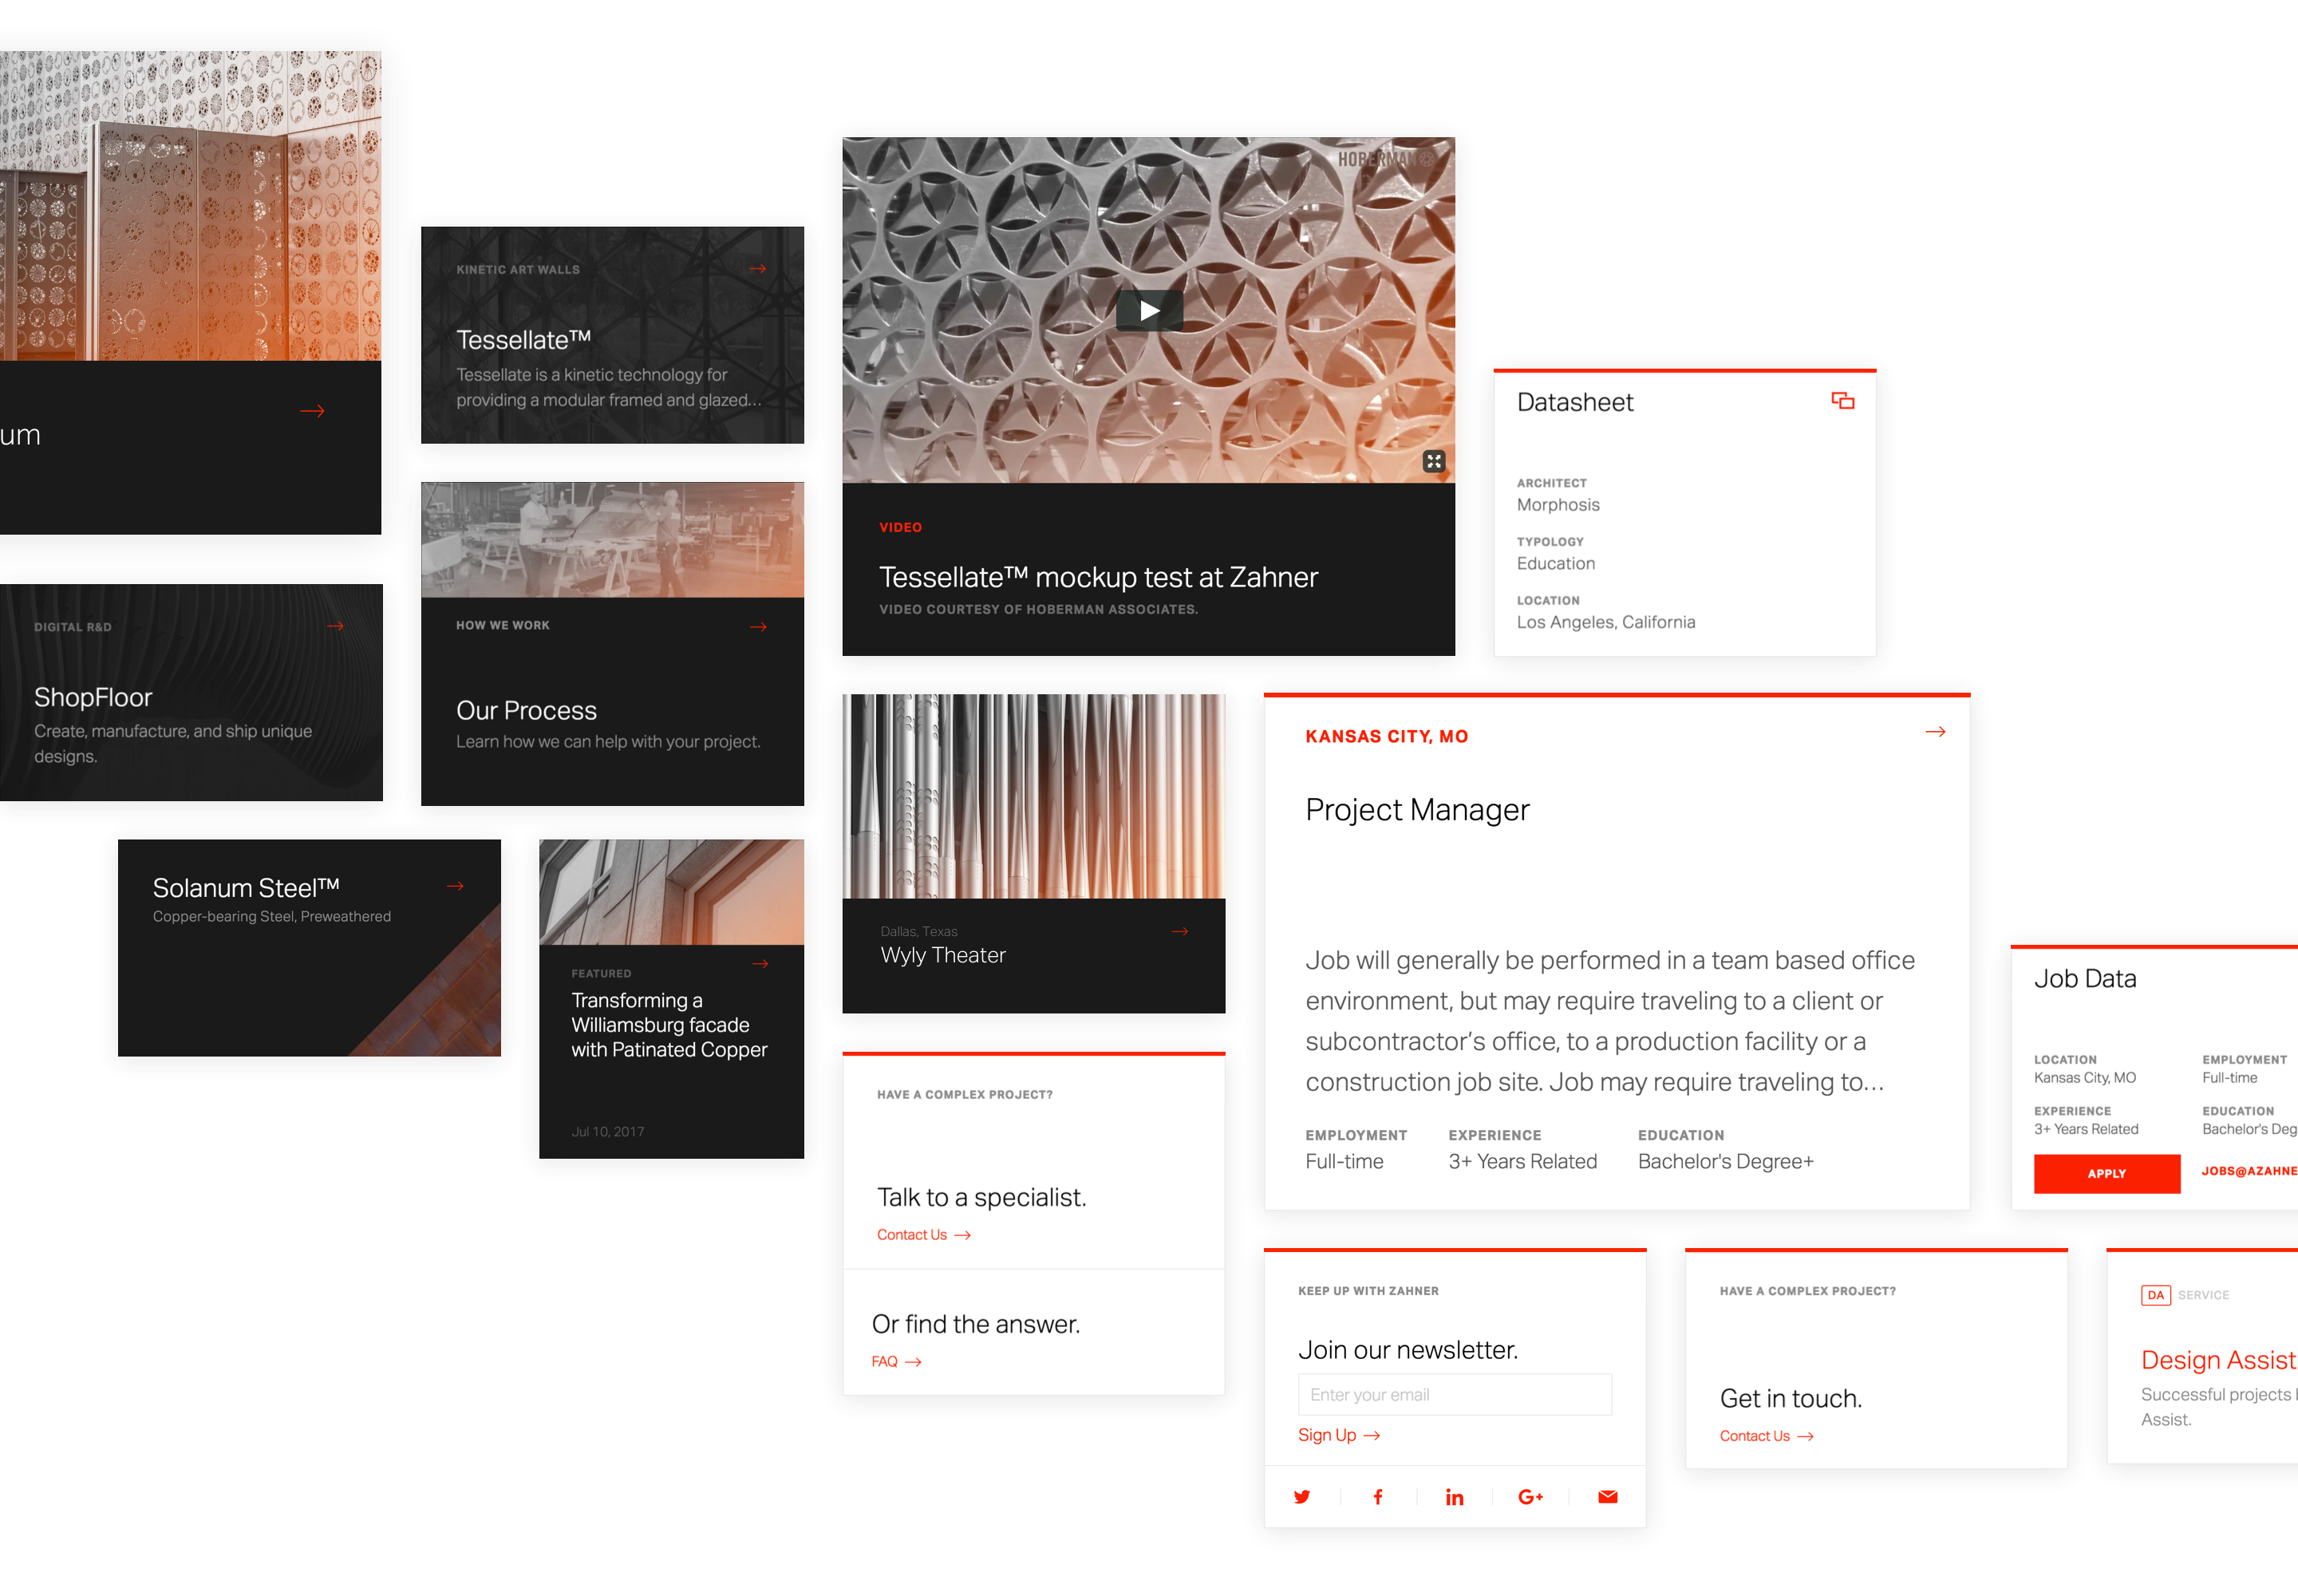 um
DIGITAL R&D
ShopFloor
Create, manufacture, and ship unique
designs.
Solanum Steel™
Copper-bearing Steel, Preweathered
KINETIC ART WALLS
Tessellate™
Tessellate is a kinetic technology for
providing a modular framed and glazed...
HOW WE WORK
Our Process
Learn how we can help with your project.
FEATURED
Transforming a
Williamsburg facade
with Patinated Copper
Jul 10, 2017
HOBERMAN
VIDEO
Tessellate™ mockup test at Zahner
VIDEO COURTESY OF HOBERMAN ASSOCIATES.
Dallas, Texas
Wyly Theater
HAVE A COMPLEX PROJECT?
Talk to a specialist.
Contact Us →
Or find the answer.
FAQ →
Datasheet
ARCHITECT
Morphosis
TYPOLOGY
Education
LOCATION
Los Angeles, California
KANSAS CITY, MO
Project Manager
Job will generally be performed in a team based office
environment, but may require traveling to a client or
subcontractor's office, to a production facility or a
construction job site. Job may require traveling to...
EMPLOYMENT EXPERIENCE EDUCATION
Full-time 3+ Years Related Bachelor's Degree+
KEEP UP WITH ZAHNER
Join our newsletter.
Enter your email
Sign Up →
in
G+
HAVE A COMPLEX PROJECT?
Get in touch.
Contact Us →
Job Data
LOCATION EMPLOYMENT
Kansas City, MO Full-time
EXPERIENCE EDUCATION
3+ Years Related Bachelor's Deg
APPLY JOBS@AZAHNE
DA SERVICE
Design Assist
Successful projects
Assist.